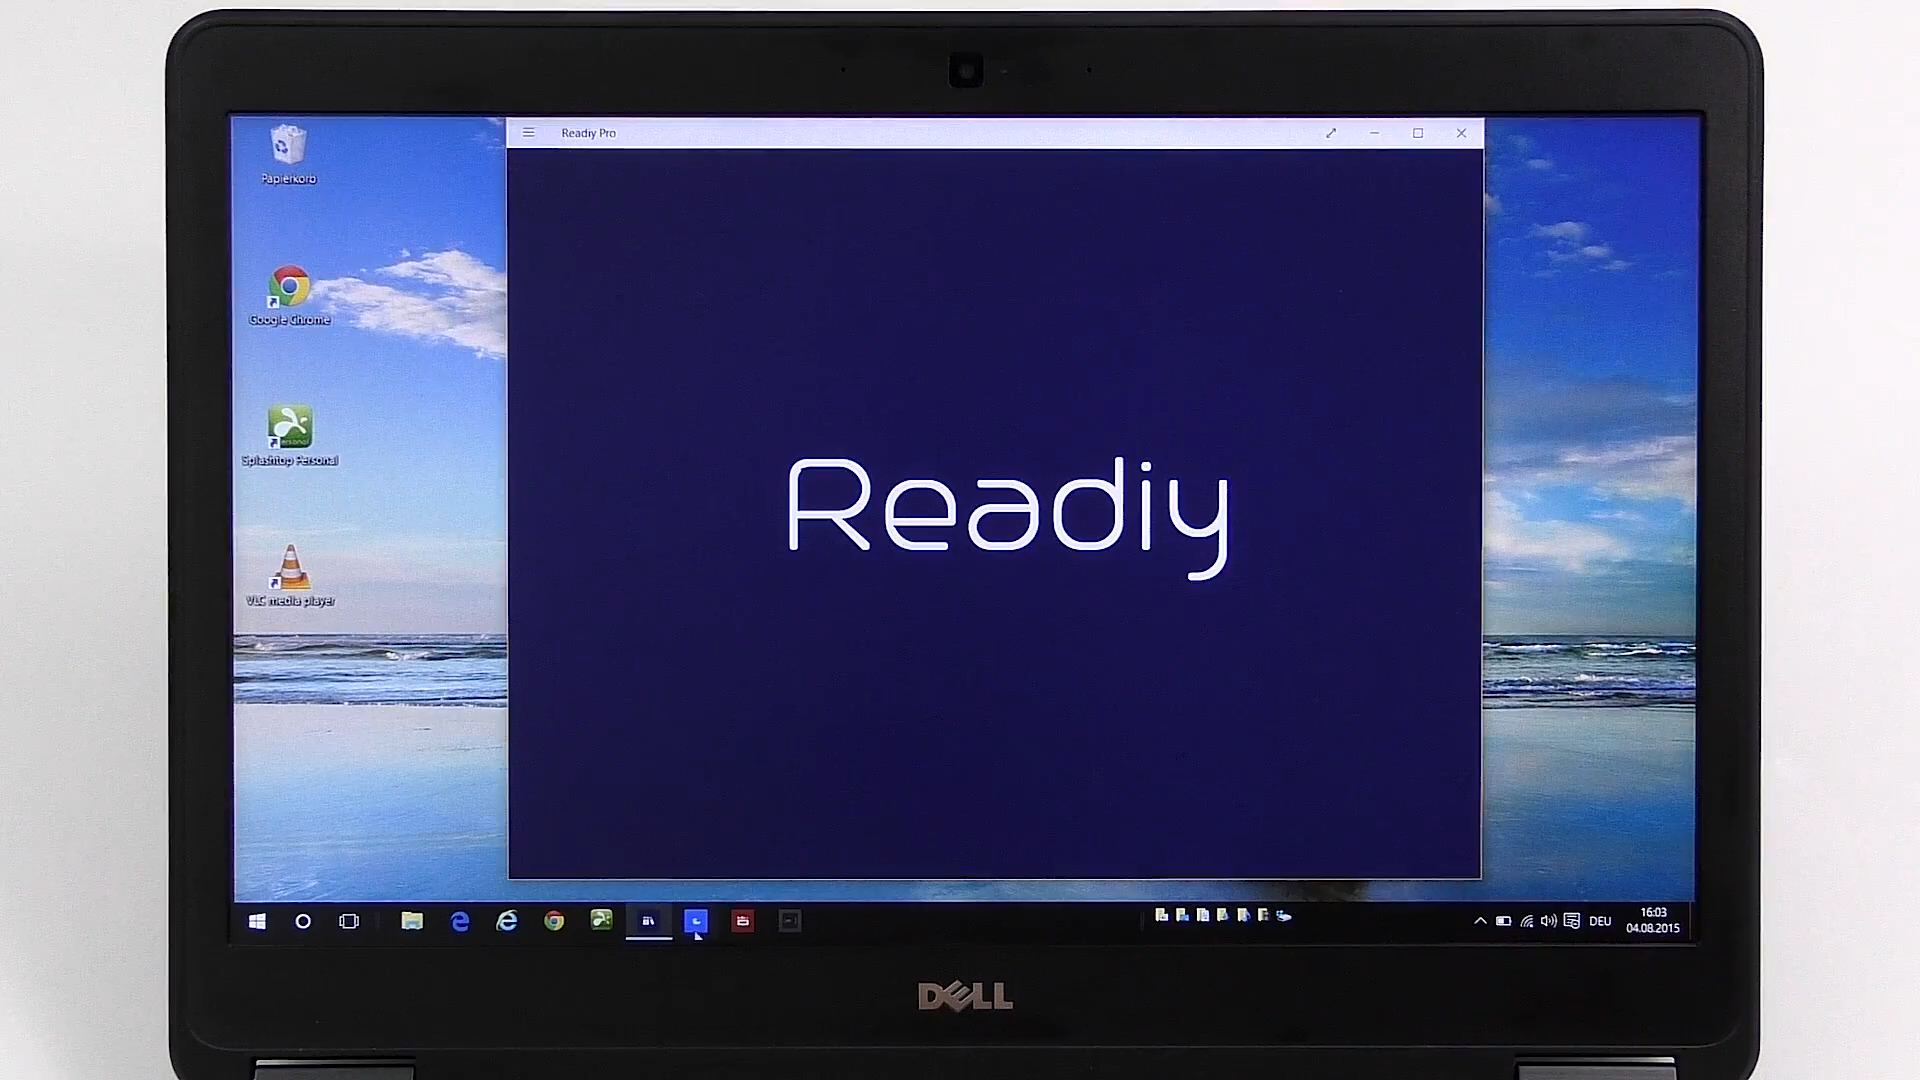 Readiy Pro
Papierkorb
Google Chrome
Splashtop Personal
VLC media player
Readiy
DEU
16:03
04.08.2015
DELL